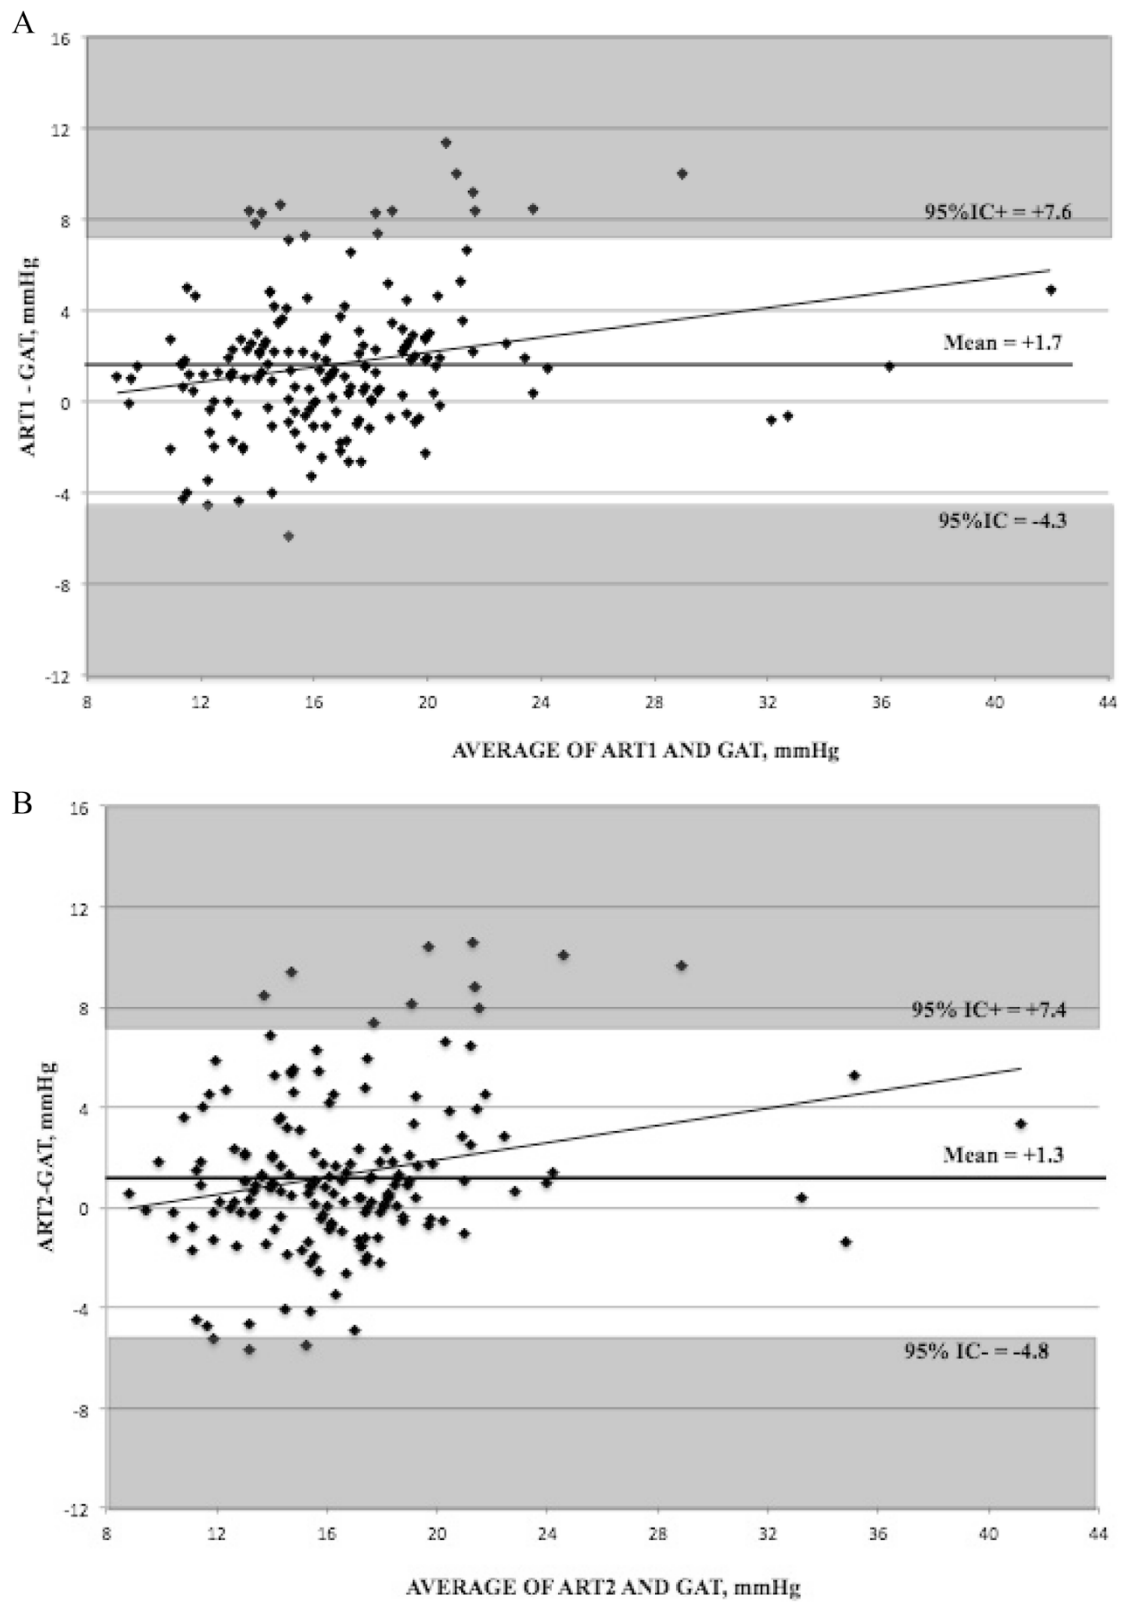 A
16
12
8
4
0
-4
-8
-12
ART1 - GAT, mmHg
95%IC+ = +7.6
Mean = +1.7
95%IC = -4.3
8 12 16 20 24 28 32 36 40 44
AVERAGE OF ART1 AND GAT, mmHg
B
16
12
8
4
0
-4
-8
-12
ART2-GAT, mmHg
95% IC+ = +7.4
Mean = +1.3
95% IC- = -4.8
8 12 16 20 24 28 32 36 40 44
AVERAGE OF ART2 AND GAT, mmHg